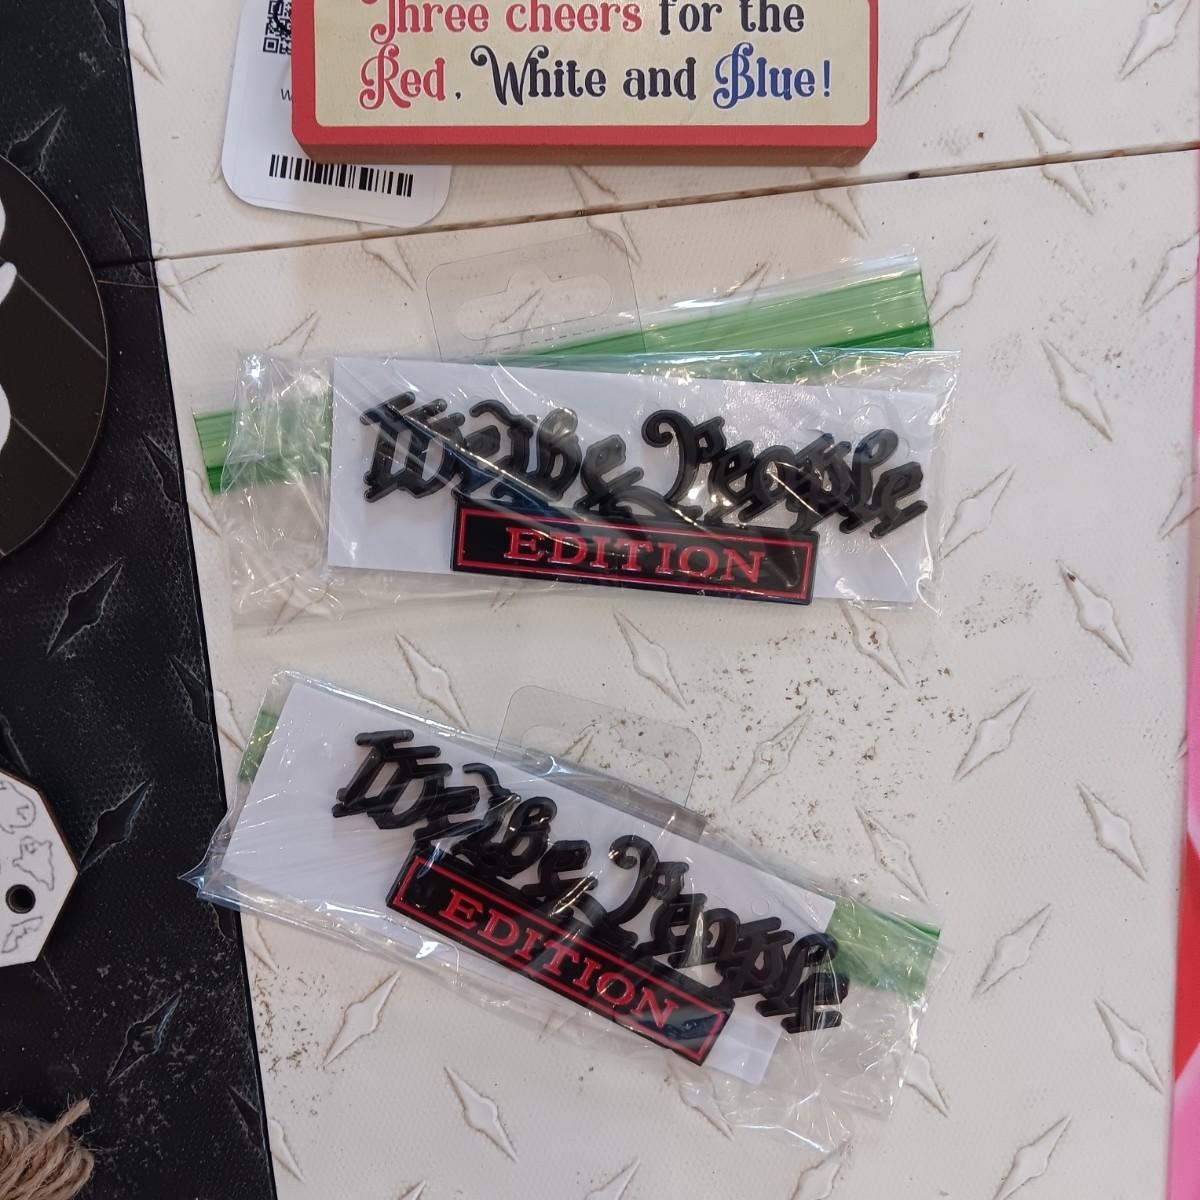 Three cheers for the
Red, White and Blue!
We The People
EDITION
We The People
EDITION